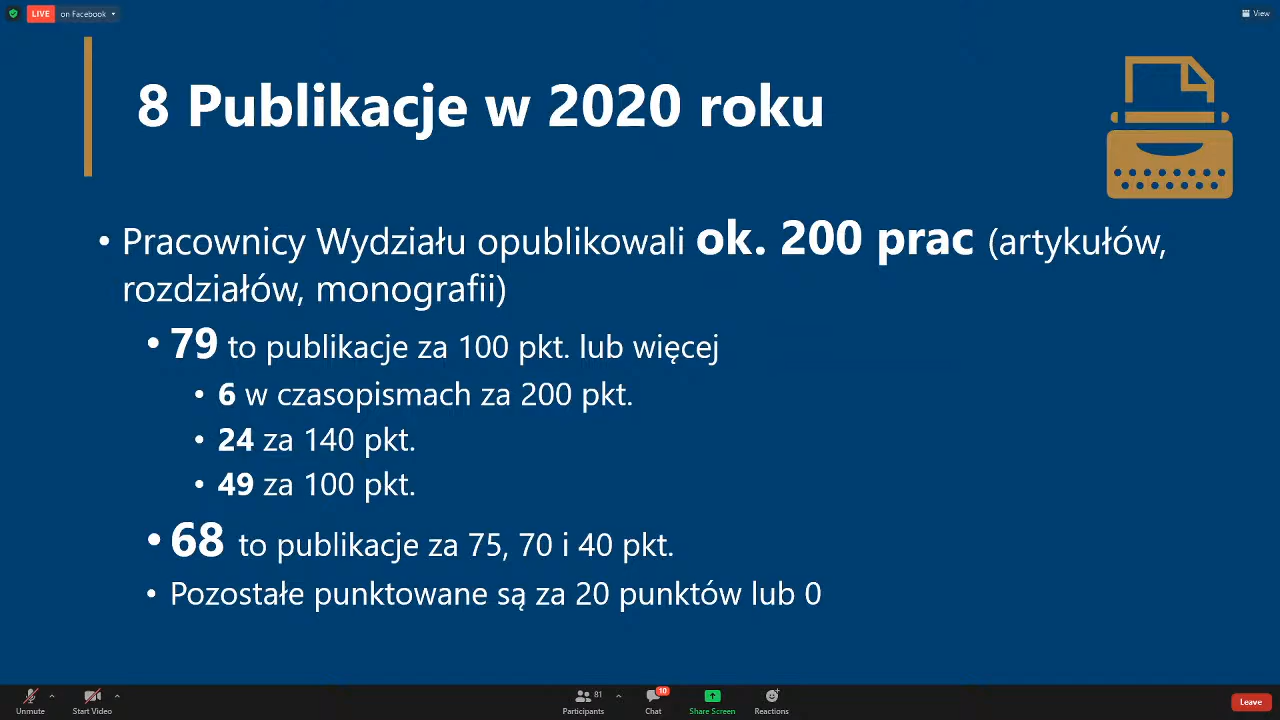 LIVE on Facebook
View
8 Publikacje w 2020 roku
• Pracownicy Wydziału opublikowali ok. 200 prac (artykułów,
rozdziałów, monografii)
• 79 to publikacje za 100 pkt. lub więcej
• 6 w czasopismach za 200 pkt.
• 24 za 140 pkt.
• 49 za 100 pkt.
• 68 to publikacje za 75, 70 i 40 pkt.
• Pozostałe punktowane są za 20 punktów lub 0
Unmute
Start Video
81
Participants
10
Chat
Share Screen
Reactions
Leave